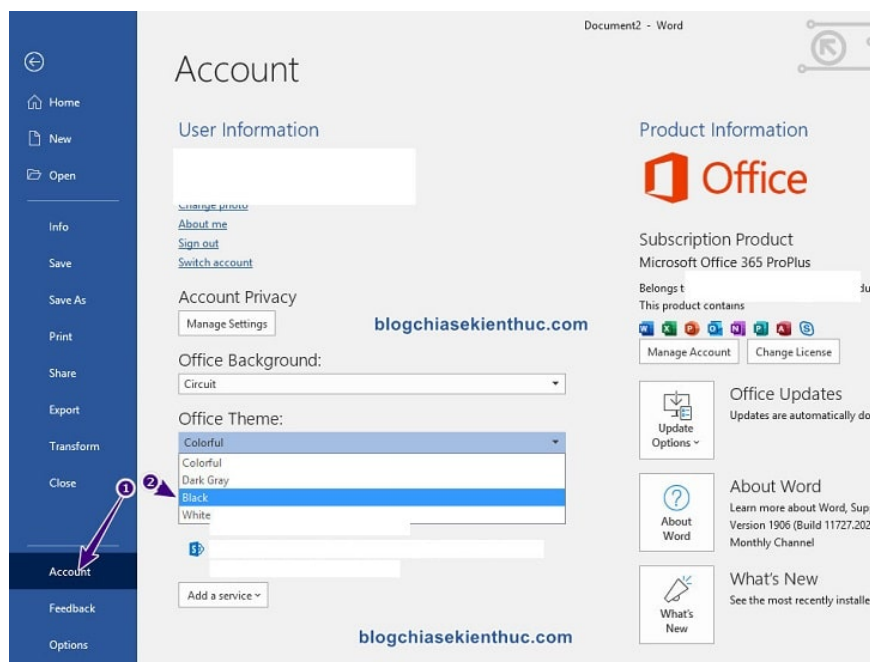 Document2 - Word
Account
Home
New
Open
Info
Save
Save As
Print
Share
Export
Transform
Close
Account
Feedback
Options
User Information
Change photo
About me
Sign out
Switch account
Account Privacy
Manage Settings
blogchiasekienthuc.com
Office Background:
Circuit
Office Theme:
Colorful
Colorful
Dark Gray
Black
White
1
2
Add a service
blogchiasekienthuc.com
Product Information
Office
Subscription Product
Microsoft Office 365 ProPlus
Belongs t
This product contains
Manage Account
Change License
Update
Options
Office Updates
Updates are automatically do
About
Word
About Word
Learn more about Word, Sup
Version 1906 (Build 11727.202
Monthly Channel
What's
New
What's New
See the most recently installe